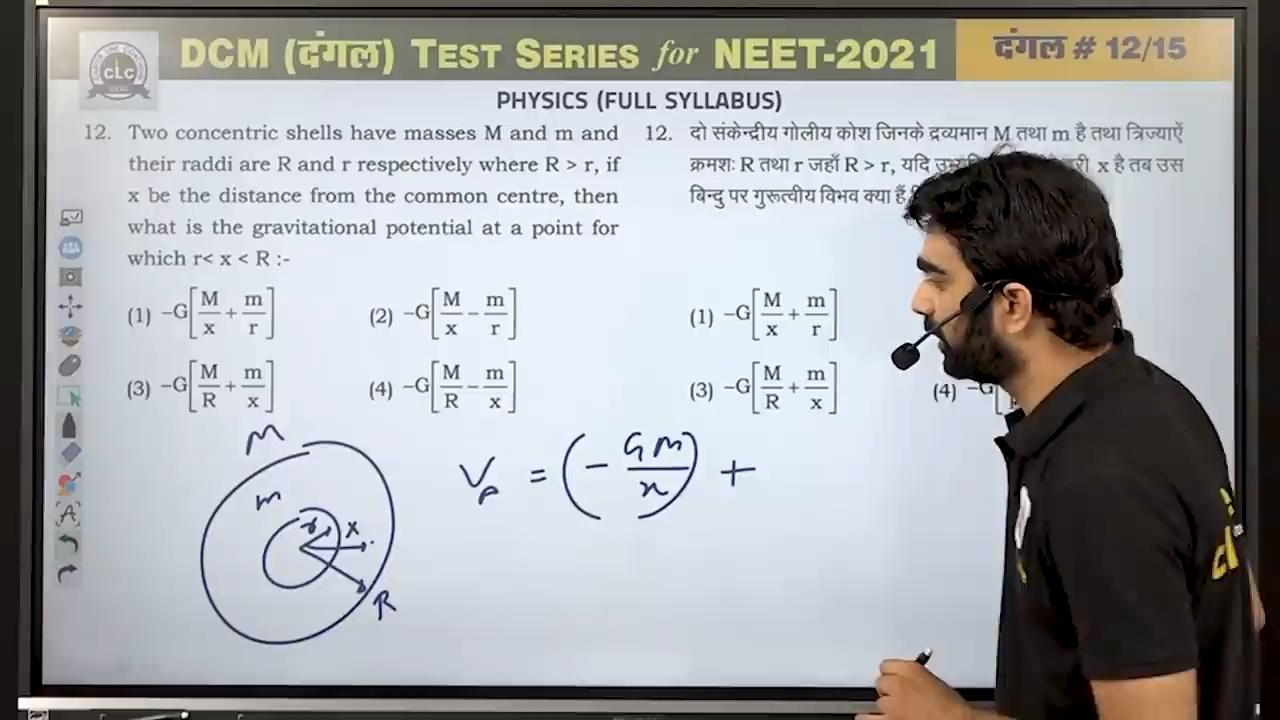 DCM (दंगल) TEST SERIES for NEET-2021
दंगल # 12/15
CLC
PHYSICS (FULL SYLLABUS)
12. Two concentric shells have masses M and m and
their raddi are R and r respectively where R > r, if
x be the distance from the common centre, then
what is the gravitational potential at a point for
which r< x < R :-
(1) -G[M/x + m/r]
(2) -G[M/x - m/r]
(3) -G[M/R + m/x]
(4) -G[M/R - m/x]
12. दो संकेन्द्रीय गोलीय कोश जिनके द्रव्यमान M तथा m है तथा त्रिज्याऐं
क्रमशः R तथा r जहाँ R > r, यदि x है तब उस
बिन्दु पर गुरूत्वीय विभव क्या हैं
(1) -G[M/x + m/r]
(3) -G[M/R + m/x]
(4) -G
M
m
r x
R
V = (- GM/x) +